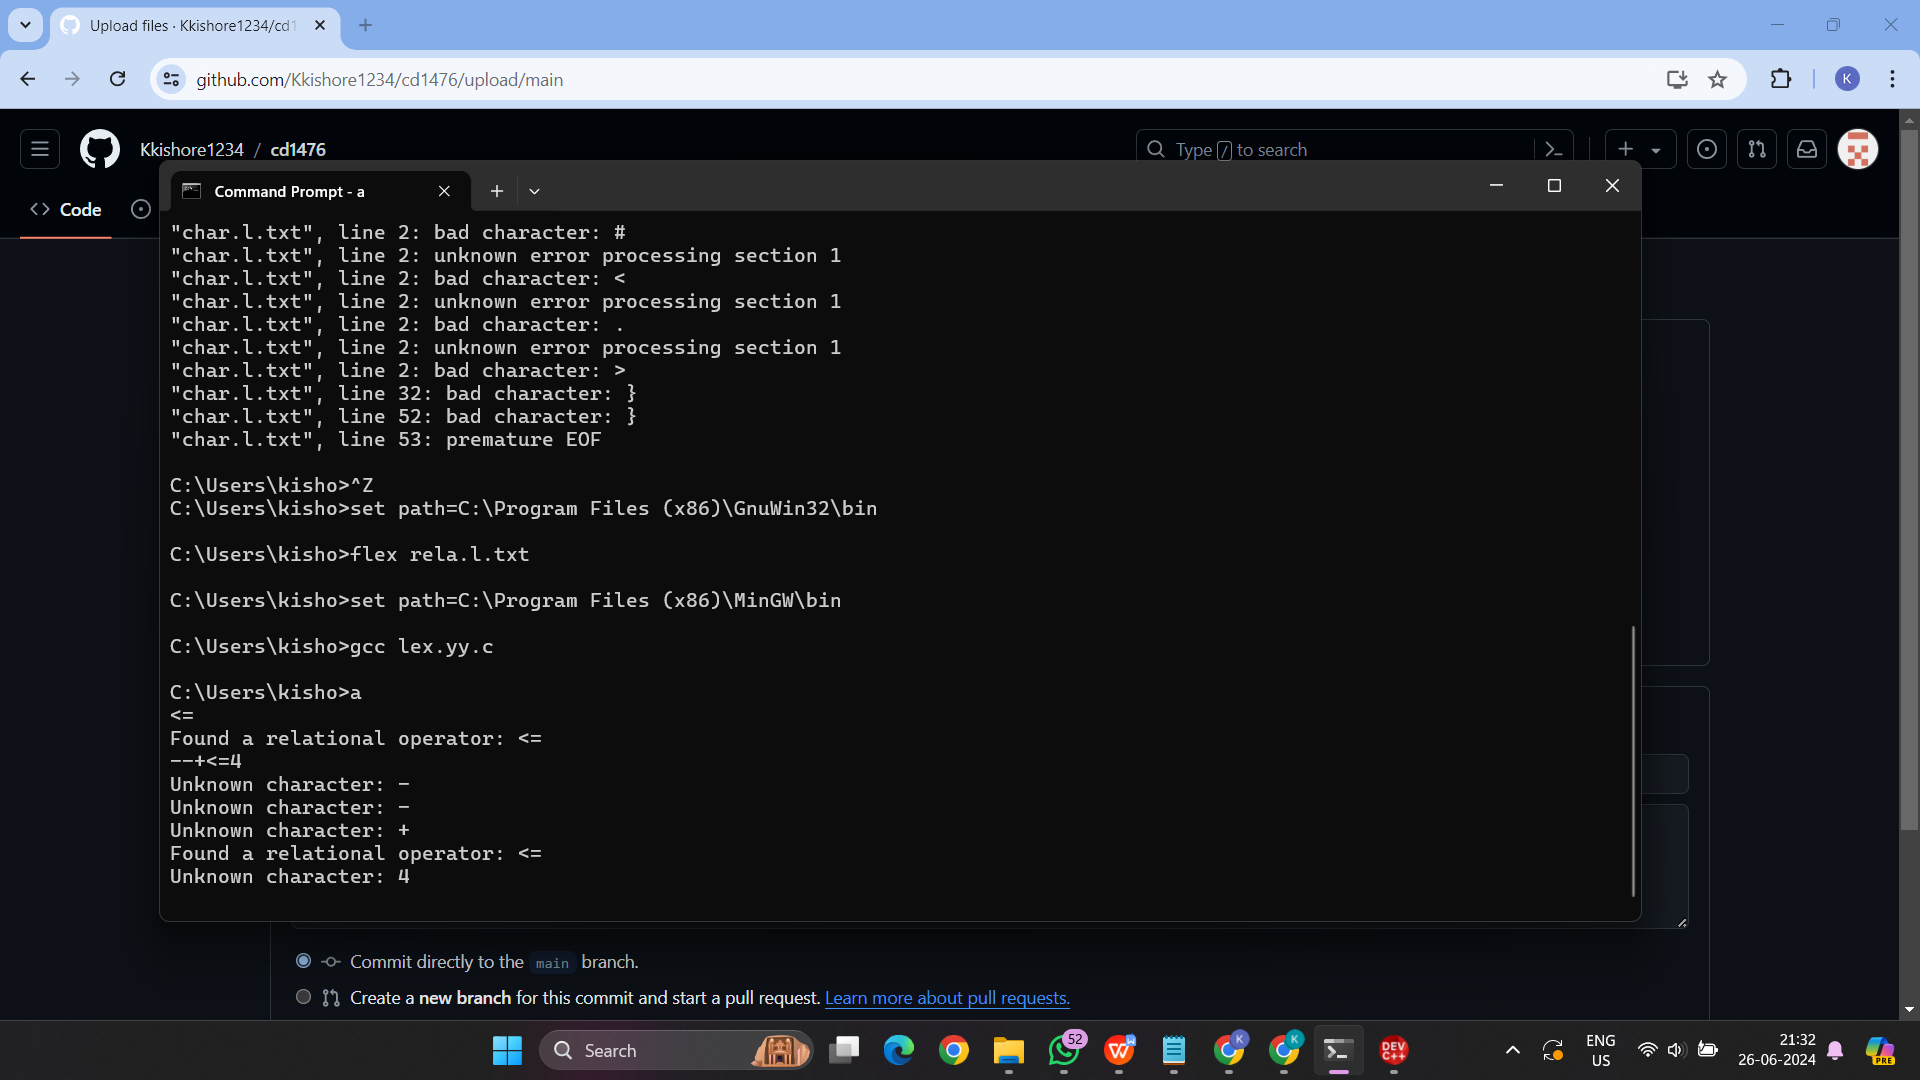 Upload files · Kkishore1234/cd1
github.com/Kkishore1234/cd1476/upload/main
K
Kkishore1234 / cd1476
Type / to search
Code
Command Prompt - a
"char.l.txt", line 2: bad character: #
"char.l.txt", line 2: unknown error processing section 1
"char.l.txt", line 2: bad character: <
"char.l.txt", line 2: unknown error processing section 1
"char.l.txt", line 2: bad character: .
"char.l.txt", line 2: unknown error processing section 1
"char.l.txt", line 2: bad character: >
"char.l.txt", line 32: bad character: }
"char.l.txt", line 52: bad character: }
"char.l.txt", line 53: premature EOF
C:\Users\kisho>^Z
C:\Users\kisho>set path=C:\Program Files (x86)\GnuWin32\bin
C:\Users\kisho>flex rela.l.txt
C:\Users\kisho>set path=C:\Program Files (x86)\MinGW\bin
C:\Users\kisho>gcc lex.yy.c
C:\Users\kisho>a
<=
Found a relational operator: <=
--+<=4
Unknown character: -
Unknown character: -
Unknown character: +
Found a relational operator: <=
Unknown character: 4
Commit directly to the main branch.
Create a new branch for this commit and start a pull request. Learn more about pull requests.
Search
52
W
K
K
DEV
C++
ENG
US
21:32
26-06-2024
PRE